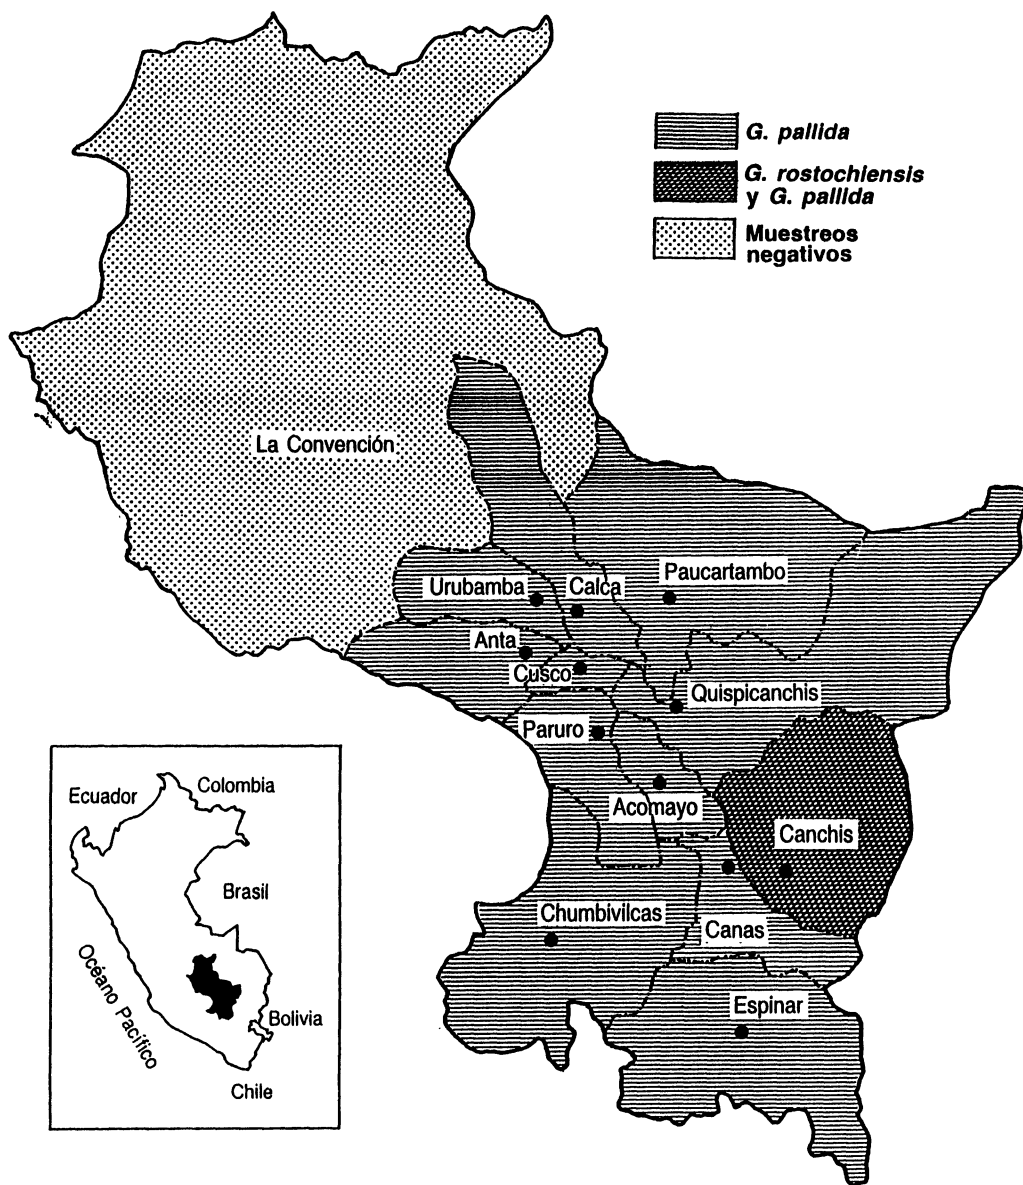 G. pallida
G. rostochiensis
y G. pallida
Muestreos
negativos
La Convención
Urubamba
Calca
Paucartambo
Anta
Cusco
Quispicanchis
Paruro
Acomayo
Canchis
Chumbivilcas
Canas
Espinar
Ecuador
Colombia
Brasil
Océano Pacífico
Bolivia
Chile